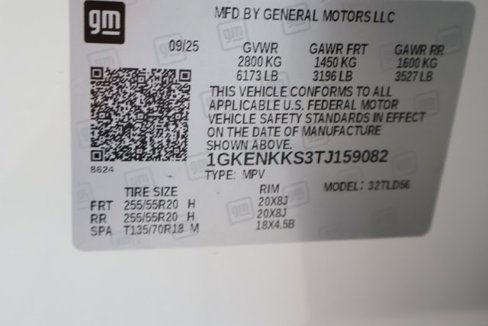 gm
MFD BY GENERAL MOTORS LLC
09/25 GVWR GAWR FRT GAWR RR
2800 KG 1450 KG 1600 KG
6173 LB 3196 LB 3527 LB
THIS VEHICLE CONFORMS TO ALL
APPLICABLE U.S. FEDERAL MOTOR
VEHICLE SAFETY STANDARDS IN EFFECT
ON THE DATE OF MANUFACTURE
SHOWN ABOVE.
8624
1GKENKKS3TJ159082
TYPE: MPV MODEL: 32TLD56
TIRE SIZE RIM
FRT 255/55R20 H 20X8J
RR 255/55R20 H 20X8J
SPA T135/70R18 M 18X4.5B